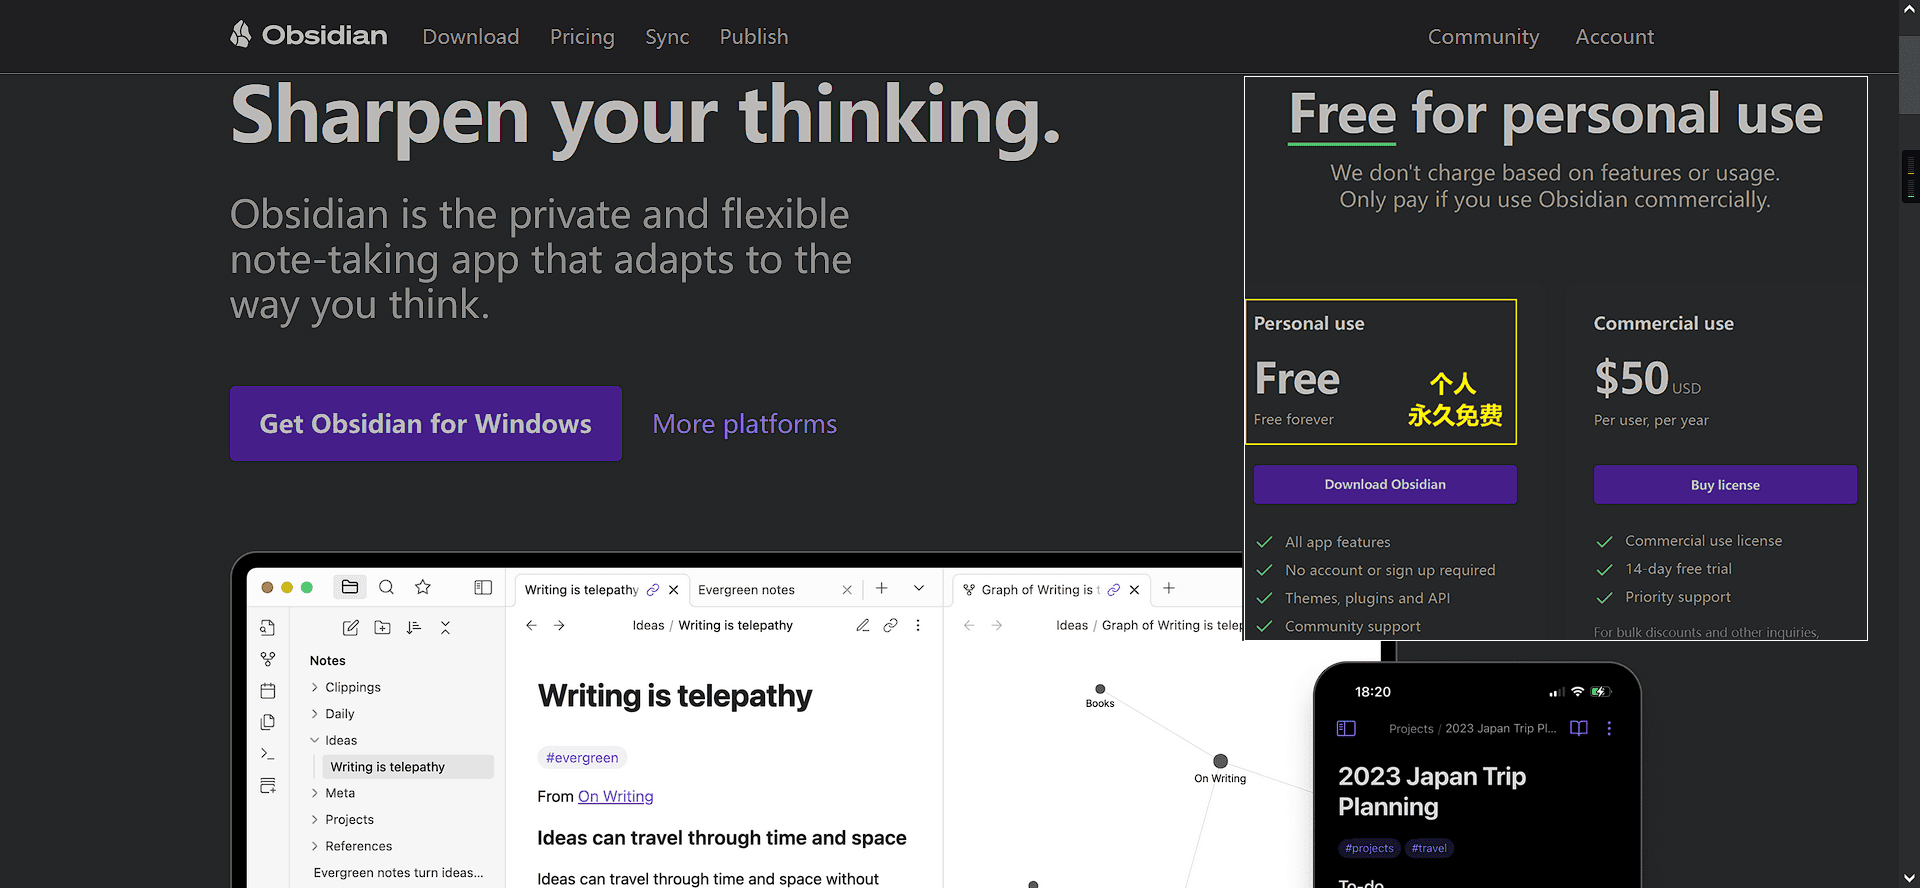 Obsidian
Download
Pricing
Sync
Publish
Community
Account
Sharpen your thinking.
Obsidian is the private and flexible
note-taking app that adapts to the
way you think.
Get Obsidian for Windows
More platforms
Free for personal use
We don't charge based on features or usage.
Only pay if you use Obsidian commercially.
Personal use
Free
Free forever
个人
永久免费
Download Obsidian
All app features
No account or sign up required
Themes, plugins and API
Community support
Commercial use
$50 USD
Per user, per year
Buy license
Commercial use license
14-day free trial
Priority support
For bulk discounts and other inquiries,
Notes
Clippings
Daily
Ideas
Writing is telepathy
Meta
Projects
References
Evergreen notes turn ideas...
Writing is telepathy
Evergreen notes
Ideas / Writing is telepathy
Writing is telepathy
#evergreen
From On Writing
Ideas can travel through time and space
Ideas can travel through time and space without
Graph of Writing is t
Ideas / Graph of Writing is telep
Books
On Writing
18:20
Projects / 2023 Japan Trip Pl...
2023 Japan Trip
Planning
#projects
#travel
To-do